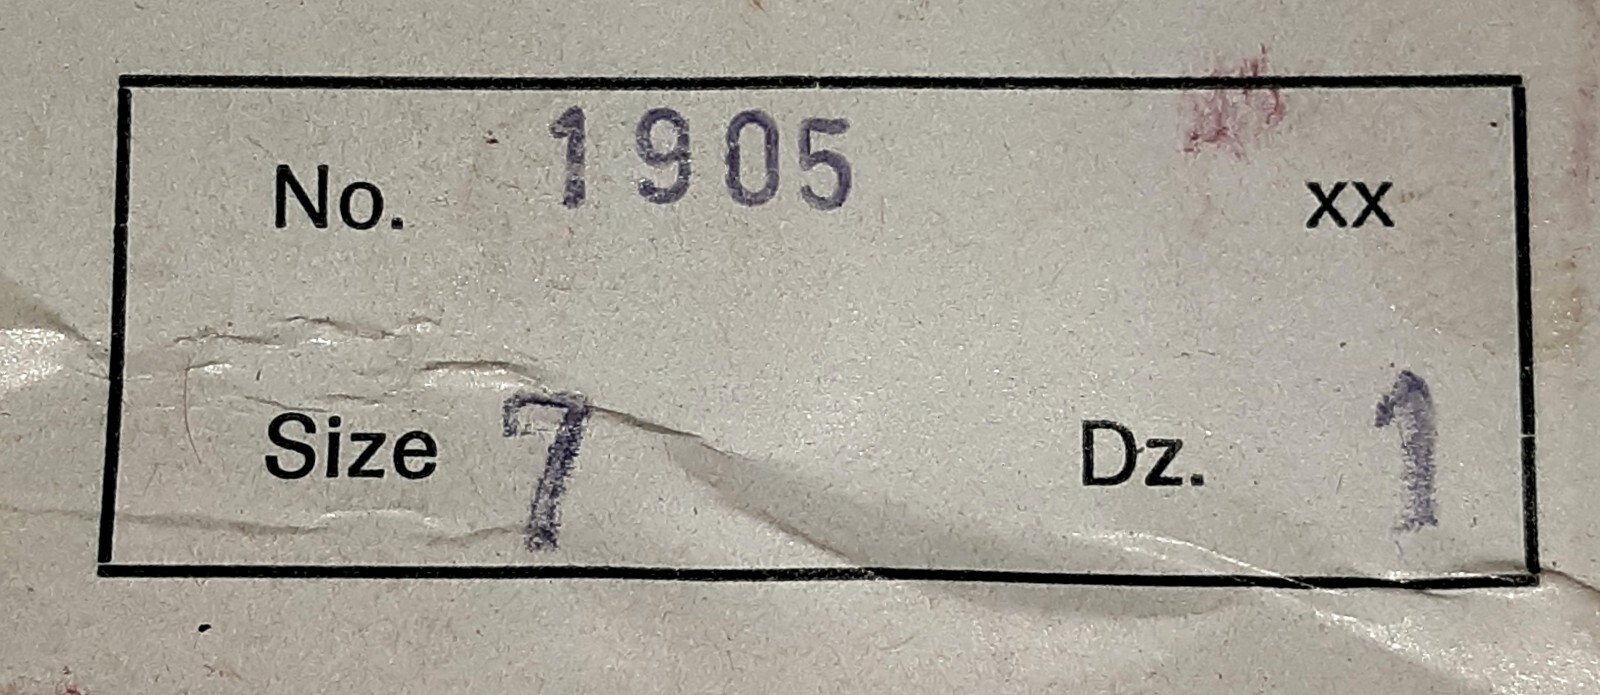 No. 1905 xx
Size 7 Dz. 1